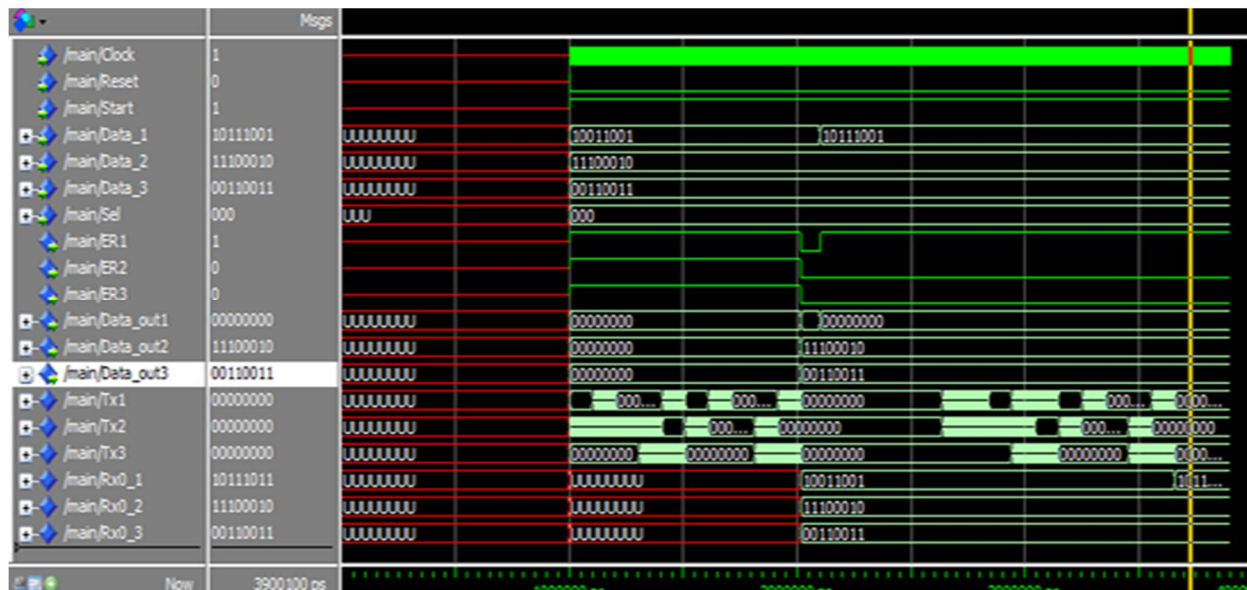 Msgs
/main/Clock 1
/main/Reset 0
/main/Start 1
/main/Data_1 10111001 UUUUUUUU 10011001 10111001
/main/Data_2 11100010 UUUUUUUU 11100010
/main/Data_3 00110011 UUUUUUUU 00110011
/main/Sel 000 UUU 000
/main/ER1 1
/main/ER2 0
/main/ER3 0
/main/Data_out1 00000000 UUUUUUUU 00000000 00000000
/main/Data_out2 11100010 UUUUUUUU 00000000 11100010
/main/Data_out3 00110011 UUUUUUUU 00000000 00110011
/main/Tx1 00000000 UUUUUUUU 000... 000... 00000000 000... 0000...
/main/Tx2 00000000 UUUUUUUU 000... 00000000 000... 00000000
/main/Tx3 00000000 UUUUUUUU 00000000 00000000 00000000 00000000 0000...
/main/Rx0_1 10111011 UUUUUUUU UUUUUUUU 10011001 1011...
/main/Rx0_2 11100010 UUUUUUUU UUUUUUUU 11100010
/main/Rx0_3 00110011 UUUUUUUU UUUUUUUU 00110011
Now 3900100 ps